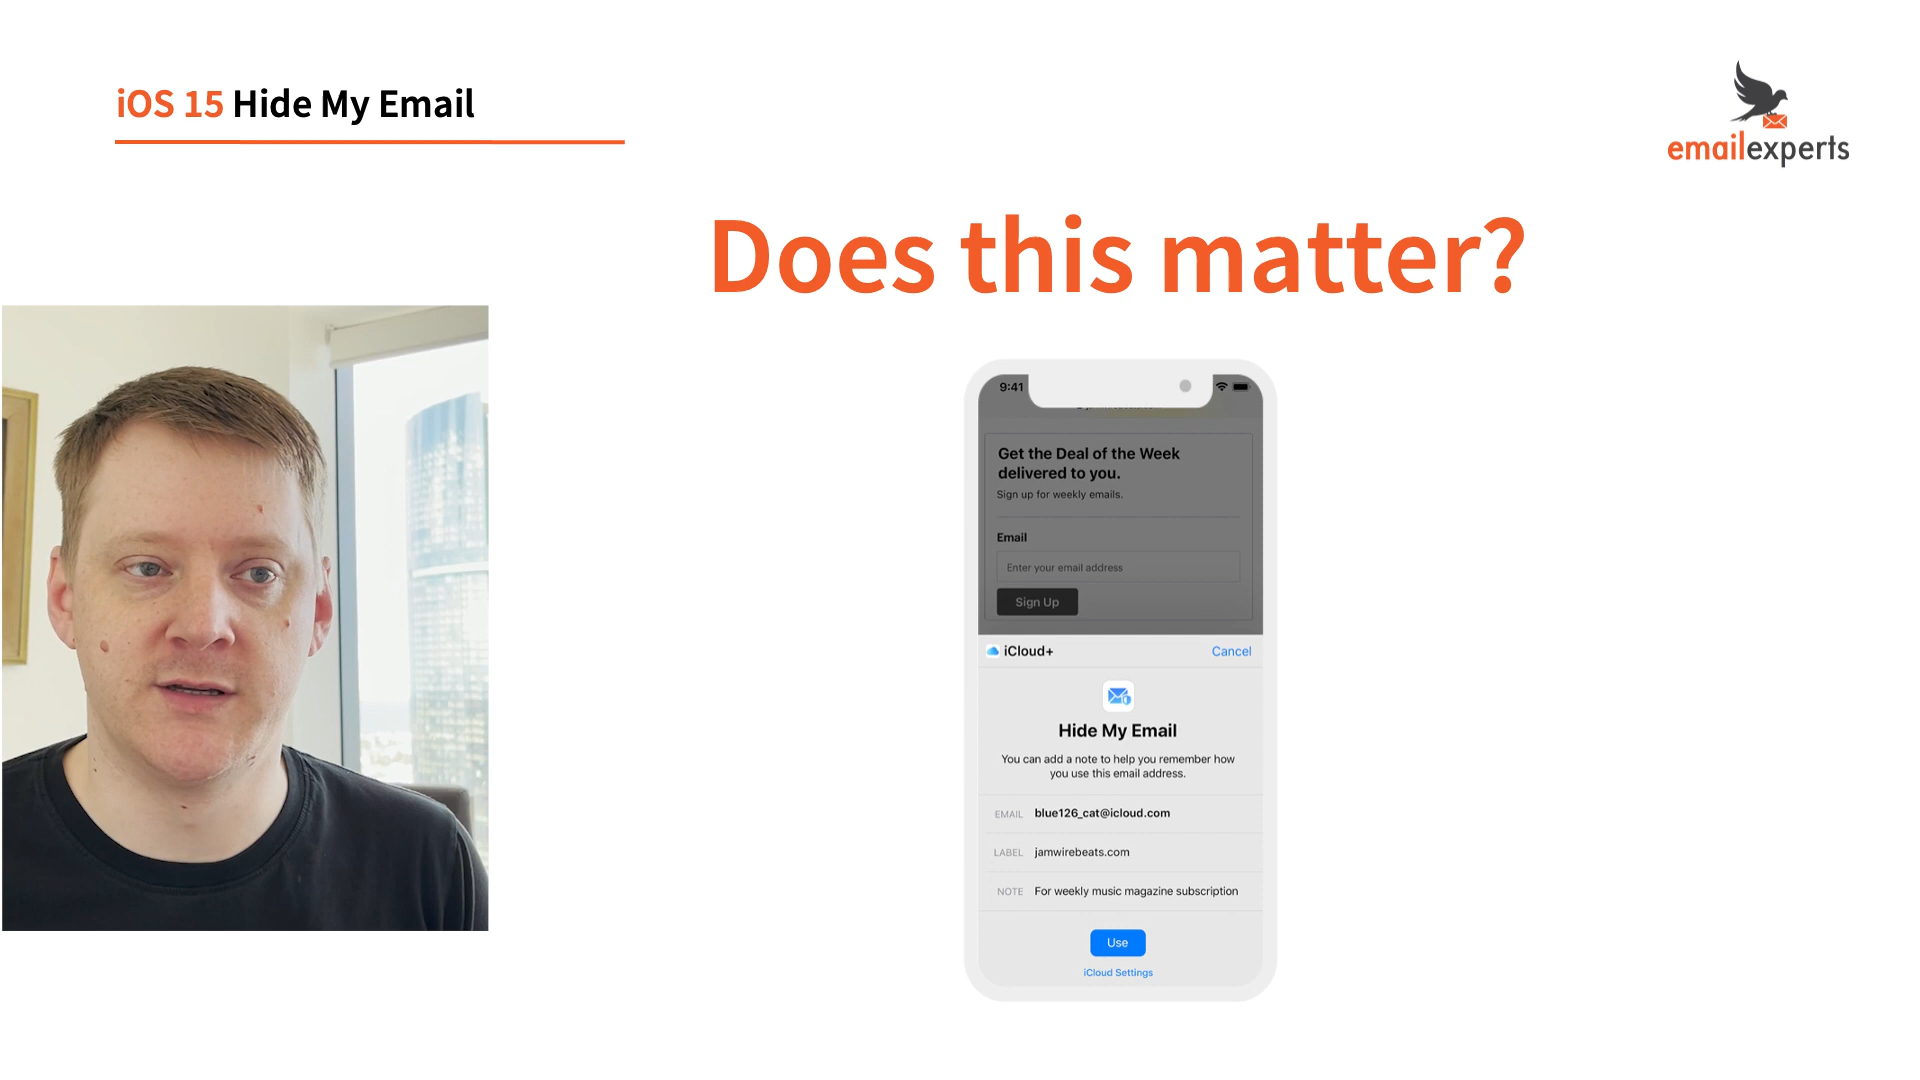 iOS 15 Hide My Email
emailexperts
Does this matter?
9:41
Get the Deal of the Week
delivered to you.
Sign up for weekly emails.
Email
Enter your email address
Sign Up
iCloud+
Cancel
Hide My Email
You can add a note to help you remember how
you use this email address.
EMAIL blue126_cat@icloud.com
LABEL jamwirebeats.com
NOTE For weekly music magazine subscription
Use
iCloud Settings